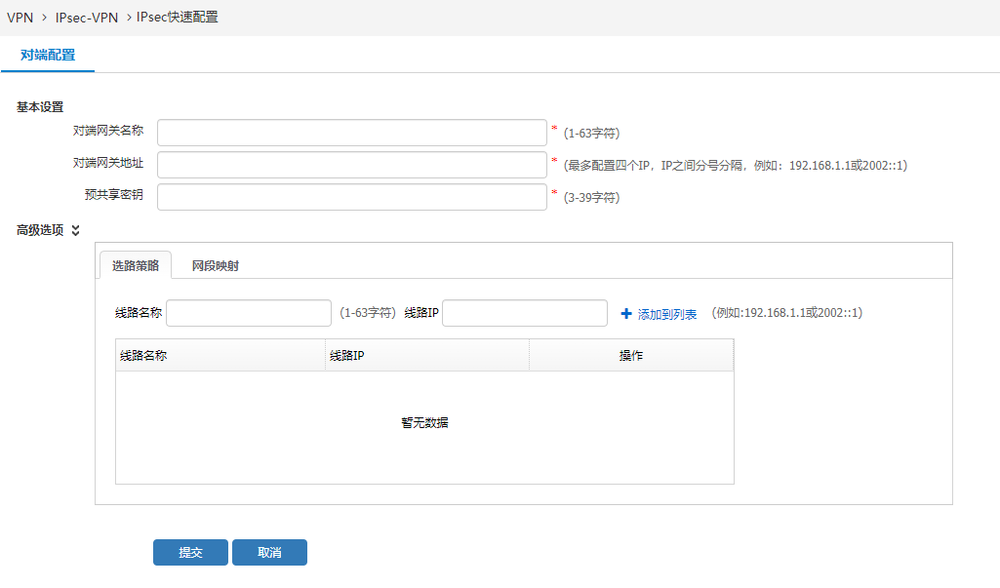 VPN > IPsec-VPN > IPsec快速配置
对端配置
基本设置
对端网关名称 * (1-63字符)
对端网关地址 * (最多配置四个IP，IP之间分号分隔，例如：192.168.1.1或2002::1)
预共享密钥 * (3-39字符)
高级选项
选路策略 网段映射
线路名称 (1-63字符) 线路IP + 添加到列表 (例如:192.168.1.1或2002::1)
线路名称 线路IP 操作
暂无数据
提交 取消